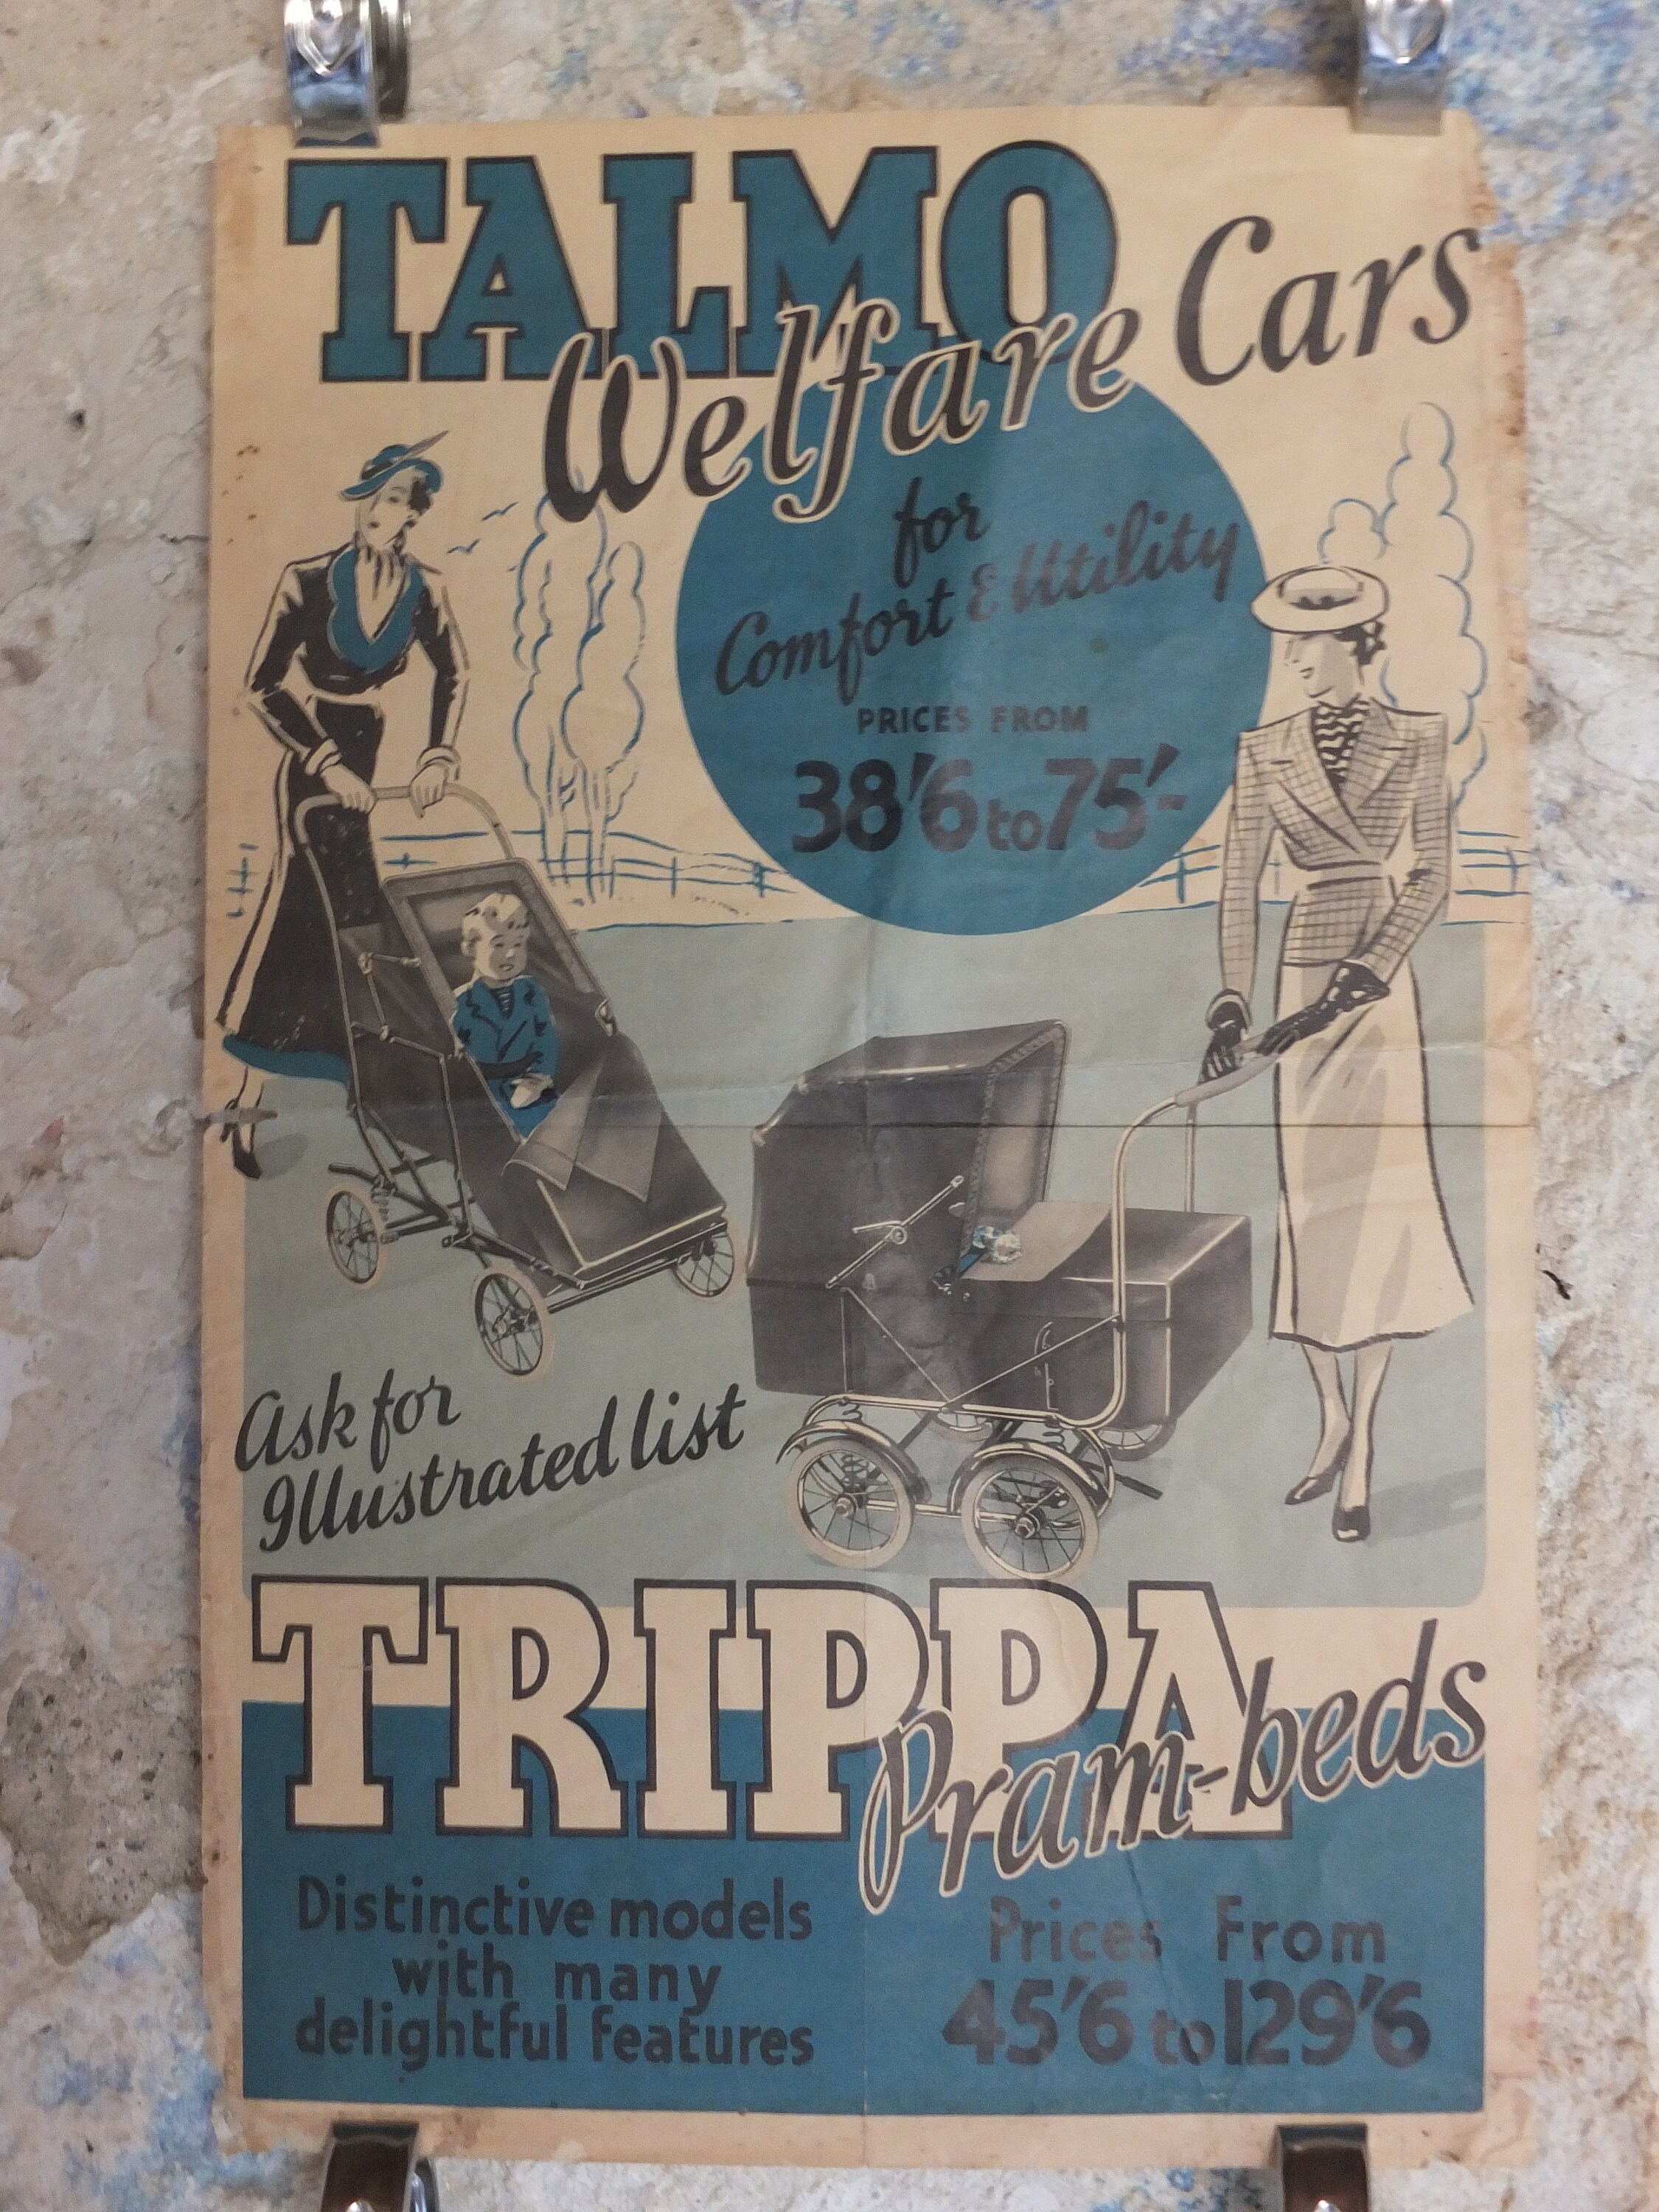 TALMO
Welfare Cars
for
Comfort & Utility
PRICES FROM
38'6 to 75'-
Ask for
Illustrated list
TRIPPA
Pram-beds
Distinctive models
with many
delightful features
Prices From
45'6 to 129'6